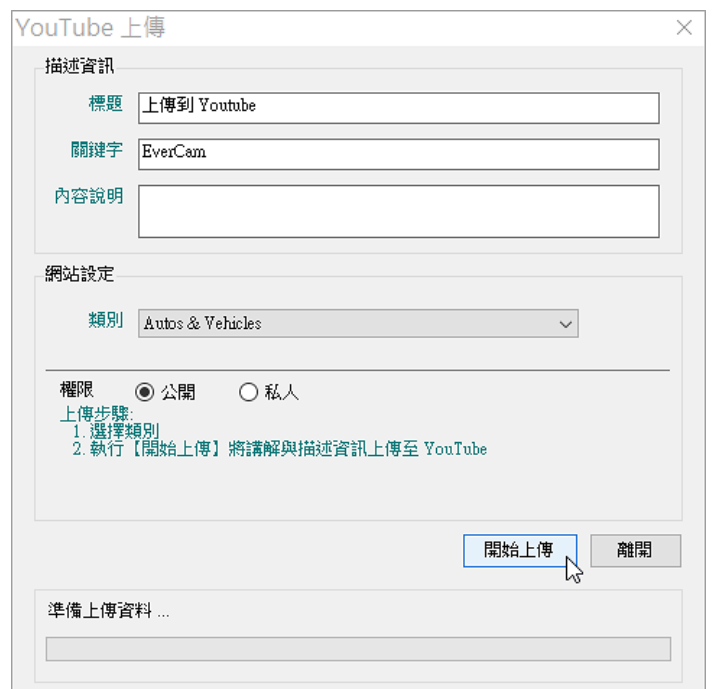 YouTube 上傳
描述資訊
標題 上傳到 Youtube
關鍵字 EverCam
內容說明
網站設定
類別 Autos & Vehicles
權限 公開 私人
上傳步驟:
1. 選擇類別
2. 執行【開始上傳】將講解與描述資訊上傳至 YouTube
開始上傳 離開
準備上傳資料 ...